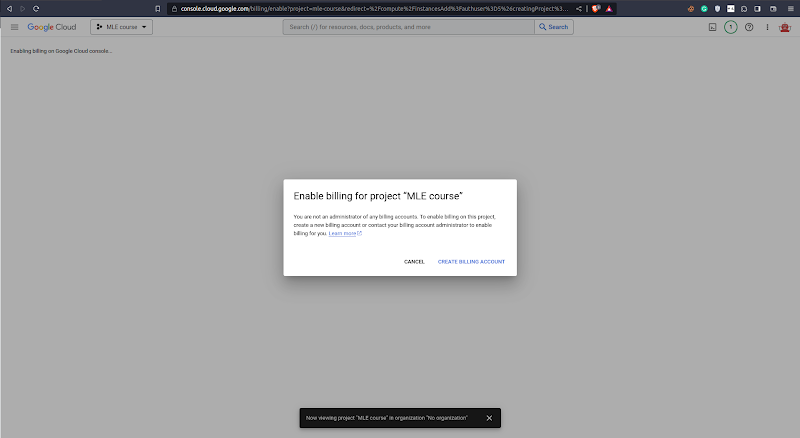 console.cloud.google.com/billing/enable?project=mle-course&redirect=%2Fcompute%2FinstancesAdd%3Fauthuser%3D5%26creatingProject%3...
Google Cloud
MLE course
Search (/) for resources, docs, products, and more
Search
1
Enabling billing on Google Cloud console...
Enable billing for project "MLE course"
You are not an administrator of any billing accounts. To enable billing on this project,
create a new billing account or contact your billing account administrator to enable
billing for you. Learn more
CANCEL
CREATE BILLING ACCOUNT
Now viewing project "MLE course" in organization "No organization"